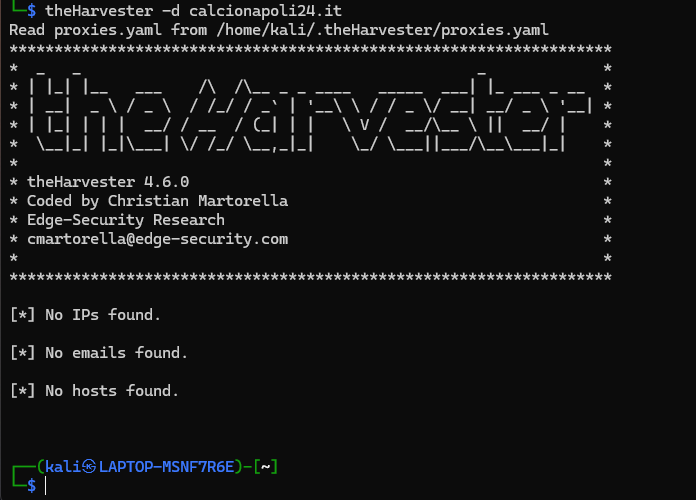 └─$ theHarvester -d calcionapoli24.it
Read proxies.yaml from /home/kali/.theHarvester/proxies.yaml
*******************************************************************
*  _   _                                            _             *
* | |_| |__   ___    /\  /\__ _ _ ____   _____  ___| |_ ___ _ __  *
* | __|  _ \ / _ \  / /_/ / _` | '__\ \ / / _ \/ __| __/ _ \ '__| *
* | |_| | | |  __/ / __  / (_| | |   \ V /  __/\__ \ ||  __/ |    *
*  \__|_| |_|\___| \/ /_/ \__,_|_|    \_/ \___||___/\__\___|_|    *
*                                                                 *
* theHarvester 4.6.0                                              *
* Coded by Christian Martorella                                   *
* Edge-Security Research                                          *
* cmartorella@edge-security.com                                   *
*                                                                 *
*******************************************************************
[*] No IPs found.
[*] No emails found.
[*] No hosts found.
┌──(kali㉿LAPTOP-MSNF7R6E)-[~]
└─$